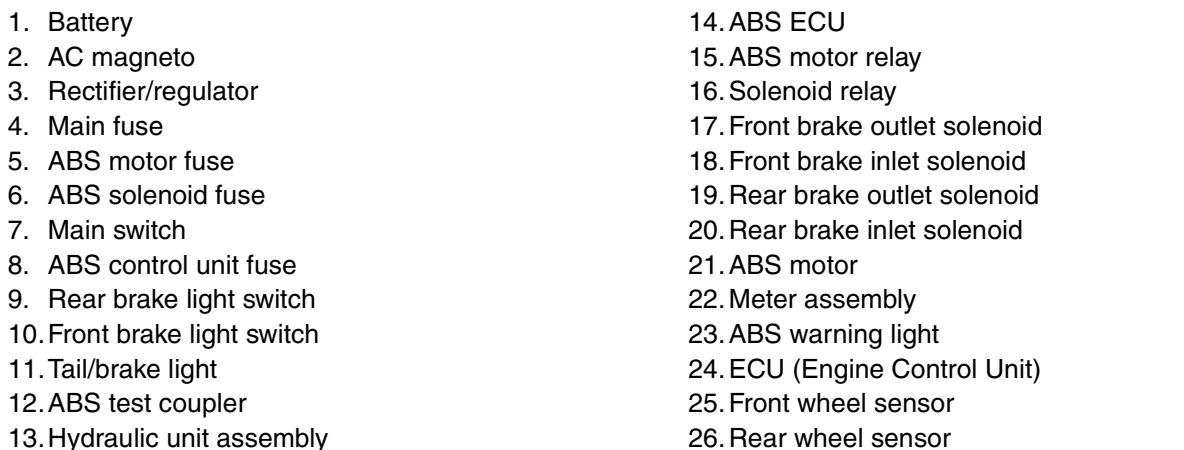 1. Battery
2. AC magneto
3. Rectifier/regulator
4. Main fuse
5. ABS motor fuse
6. ABS solenoid fuse
7. Main switch
8. ABS control unit fuse
9. Rear brake light switch
10. Front brake light switch
11. Tail/brake light
12. ABS test coupler
13. Hydraulic unit assembly
14. ABS ECU
15. ABS motor relay
16. Solenoid relay
17. Front brake outlet solenoid
18. Front brake inlet solenoid
19. Rear brake outlet solenoid
20. Rear brake inlet solenoid
21. ABS motor
22. Meter assembly
23. ABS warning light
24. ECU (Engine Control Unit)
25. Front wheel sensor
26. Rear wheel sensor